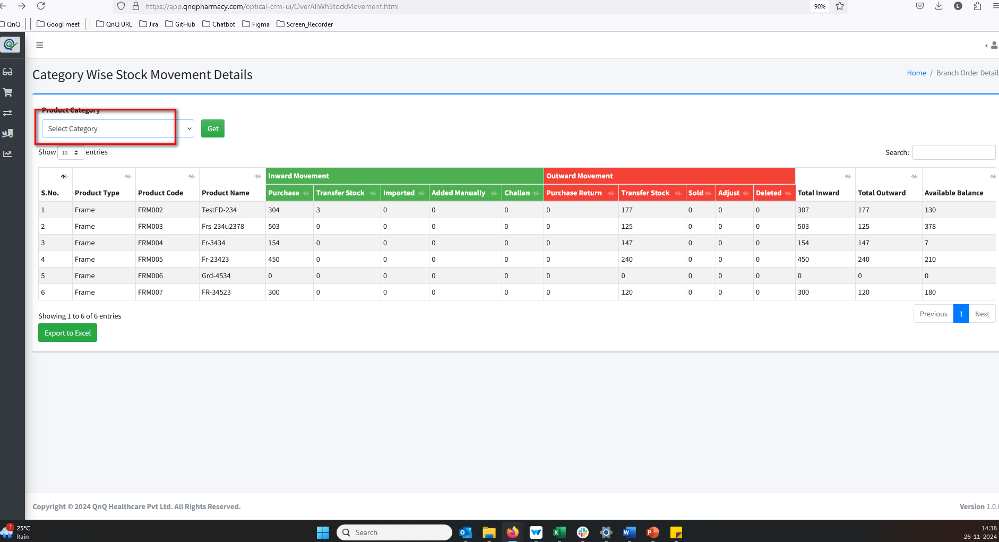 https://app.qnqpharmacy.com/optical-crm-ui/OverAllWhStockMovement.html 90% L
QnQ Googl meet QnQ URL Jira GitHub Chatbot Figma Screen_Recorder
Category Wise Stock Movement Details
Home / Branch Order Detail
Product Category
Select Category Get
Show 10 entries Search:
Inward Movement Outward Movement
S.No. Product Type Product Code Product Name Purchase Transfer Stock Imported Added Manually Challan Purchase Return Transfer Stock Sold Adjust Deleted Total Inward Total Outward Available Balance
1 Frame FRM002 TestFD-234 304 3 0 0 0 0 177 0 0 0 307 177 130
2 Frame FRM003 Frs-234u2378 503 0 0 0 0 0 125 0 0 0 503 125 378
3 Frame FRM004 Fr-3434 154 0 0 0 0 0 147 0 0 0 154 147 7
4 Frame FRM005 Fr-23423 450 0 0 0 0 0 240 0 0 0 450 240 210
5 Frame FRM006 Grd-4534 0 0 0 0 0 0 0 0 0 0 0 0 0
6 Frame FRM007 FR-34523 300 0 0 0 0 0 120 0 0 0 300 120 180
Showing 1 to 6 of 6 entries Previous 1 Next
Export to Excel
Copyright © 2024 QnQ Healthcare Pvt Ltd. All Rights Reserved. Version 1.0.0
1 25°C Search 14:38
Rain 26-11-2024